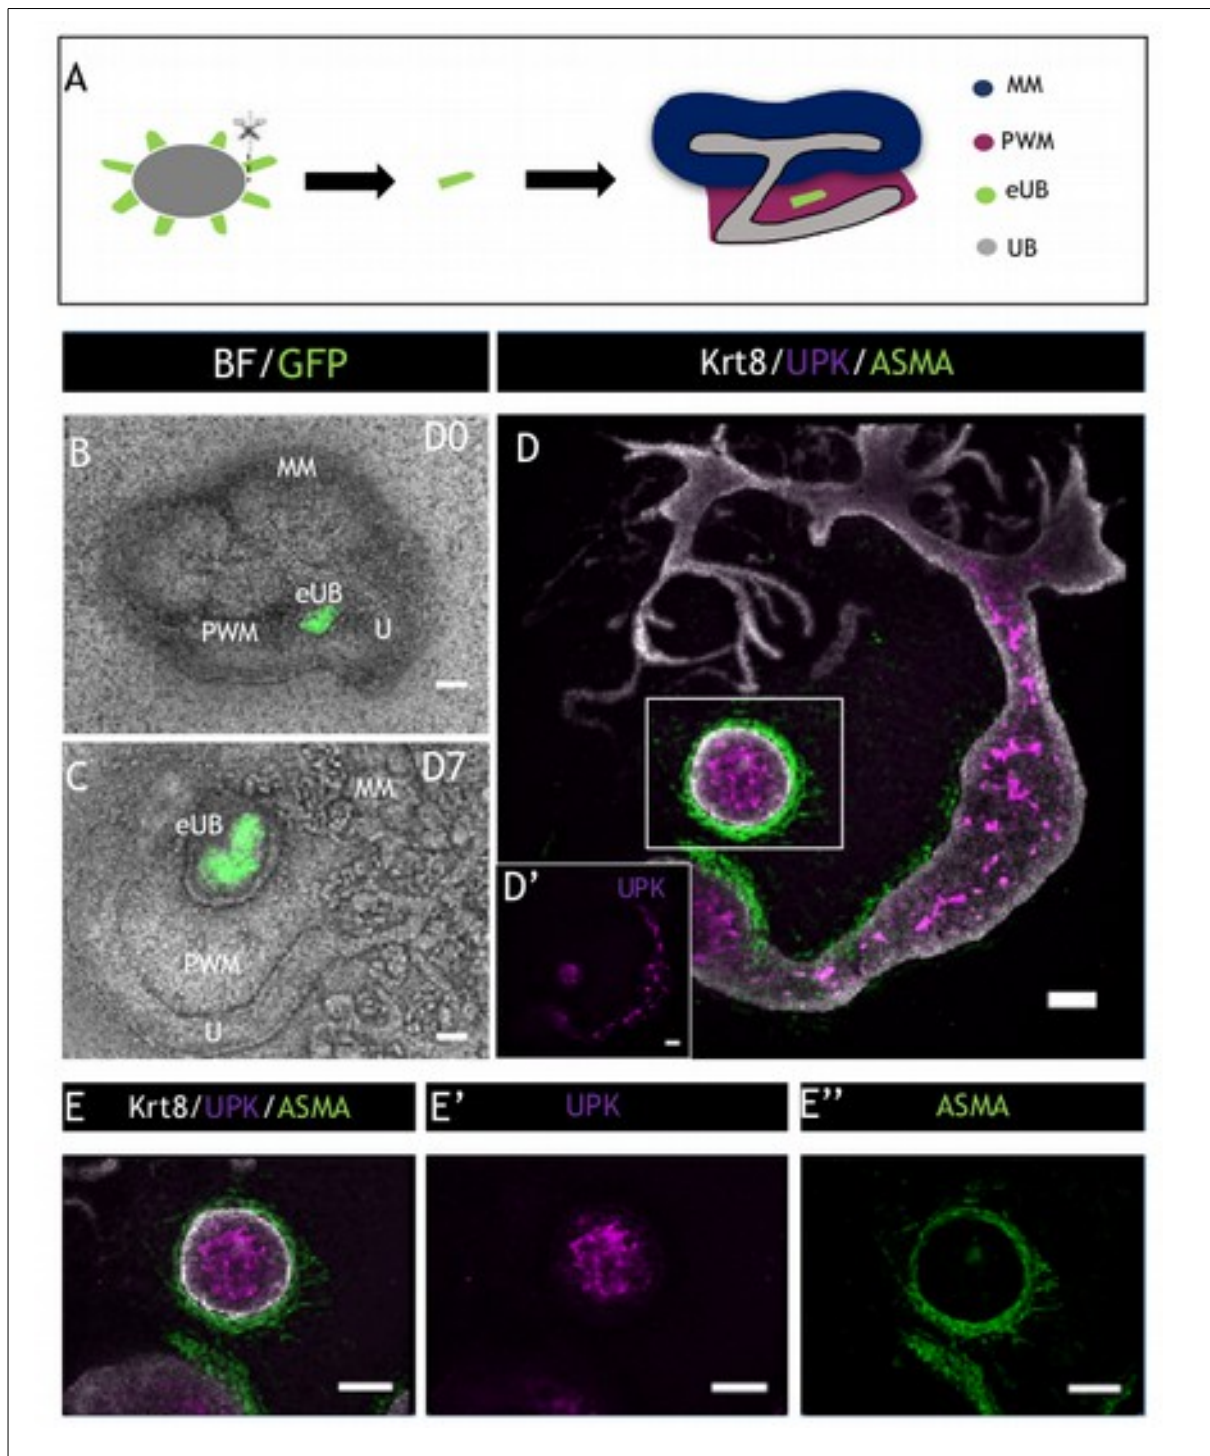 A
MM
PWM
eUB
UB
BF/GFP
Krt8/UPK/ASMA
B
D0
MM
eUB
PWM
U
C
D7
MM
eUB
PWM
U
D
D'
UPK
E
Krt8/UPK/ASMA
E'
UPK
E''
ASMA